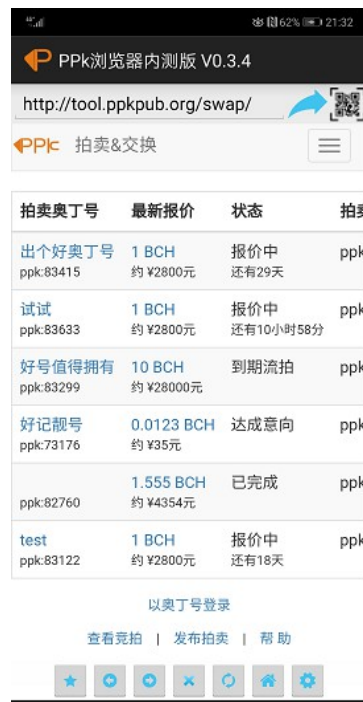 62% 21:32
PPk浏览器内测版 V0.3.4
http://tool.ppkpub.org/swap/
PPk 拍卖&交换
拍卖奥丁号 最新报价 状态 拍卖
出个好奥丁号 1 BCH 报价中 ppk
ppk:83415 约 ¥2800元 还有29天
试试 1 BCH 报价中 ppk
ppk:83633 约 ¥2800元 还有10小时58分
好号值得拥有 10 BCH 到期流拍 ppk
ppk:83299 约 ¥28000元
好记靓号 0.0123 BCH 达成意向 ppk
ppk:73176 约 ¥35元
1.555 BCH 已完成 ppk
ppk:82760 约 ¥4354元
test 1 BCH 报价中 ppk
ppk:83122 约 ¥2800元 还有18天
以奥丁号登录
查看竞拍 | 发布拍卖 | 帮助